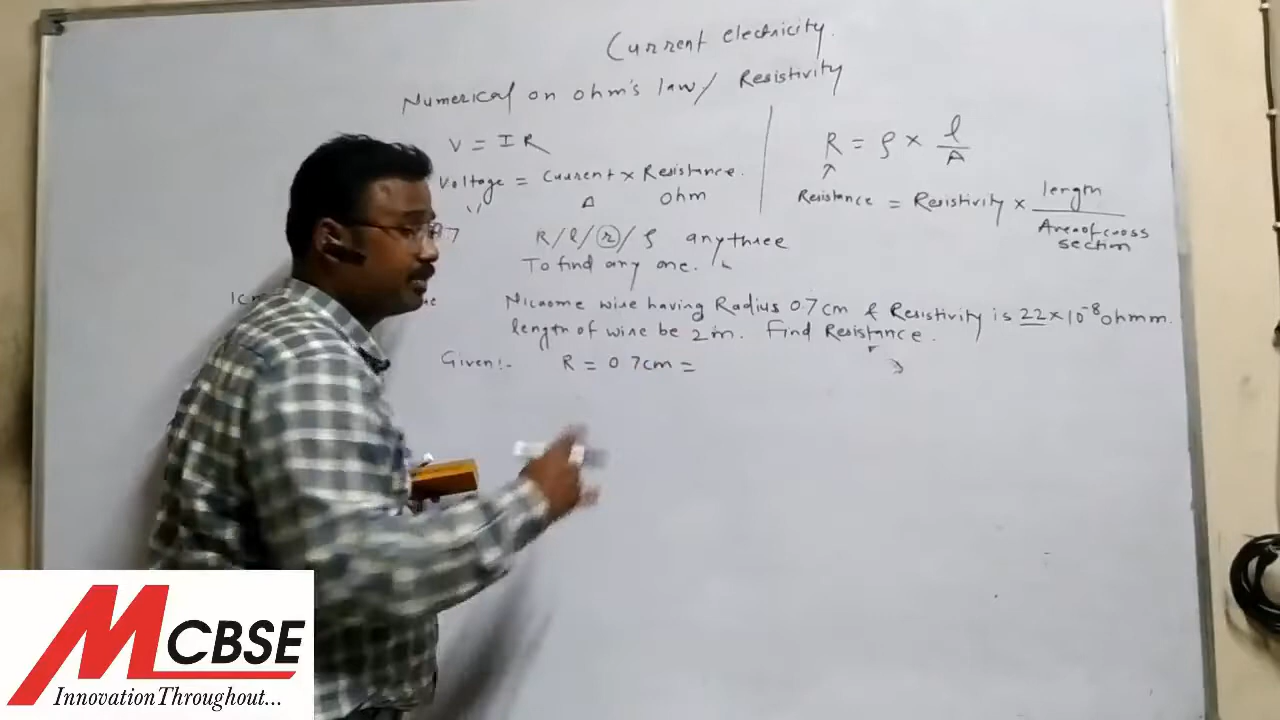 Current electricity.
Numerical on ohm's law / Resistivity
V = I R
Voltage = Current × Resistance.
A ohm
R / l / r / ρ any three
To find any one.
R = ρ × l/A
Resistance = Resistivity × length / Area of cross section
Nicrome wire having Radius 0.7 cm & Resistivity is 22 × 10⁻⁸ ohm m.
length of wire be 2 m. Find Resistance.
Given:- R = 0.7 cm =
MCBSE
Innovation Throughout...